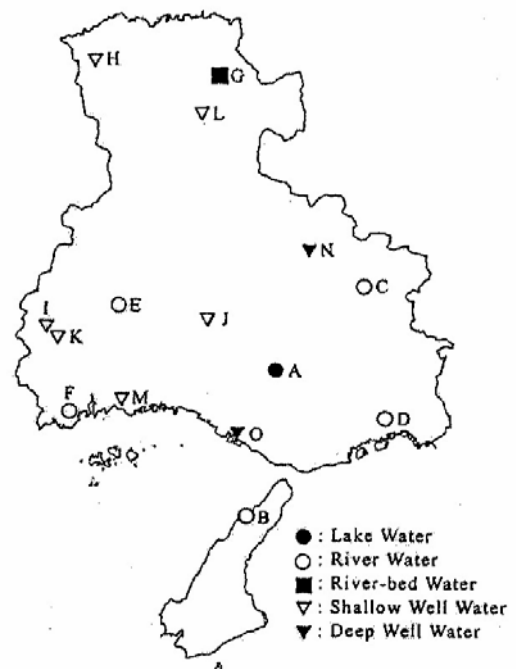 H
G
L
N
C
E
I
J
K
A
F
M
O
D
B
: Lake Water
: River Water
: River-bed Water
: Shallow Well Water
: Deep Well Water